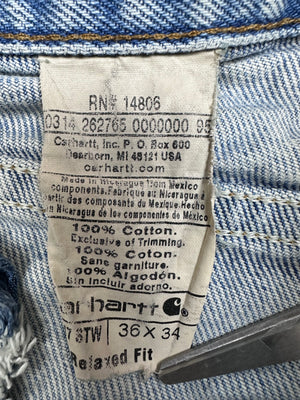 RN# 14806
0314 262765 0000000 95
Carhartt, Inc. P. O. Box 600
Dearborn, MI 48121 USA
carhartt.com
Made in Nicaragua from Mexico
components. Fabrique au Nicaragua a
partir des composants du Mexique. Hecho
en Nicaragua de los componentes de México
100% Cotton.
Exclusive of Trimming.
100% Coton.
Sans garniture.
100% Algodón.
Sin incluir adorno.
carhartt
STW 36 X 34
Relaxed Fit